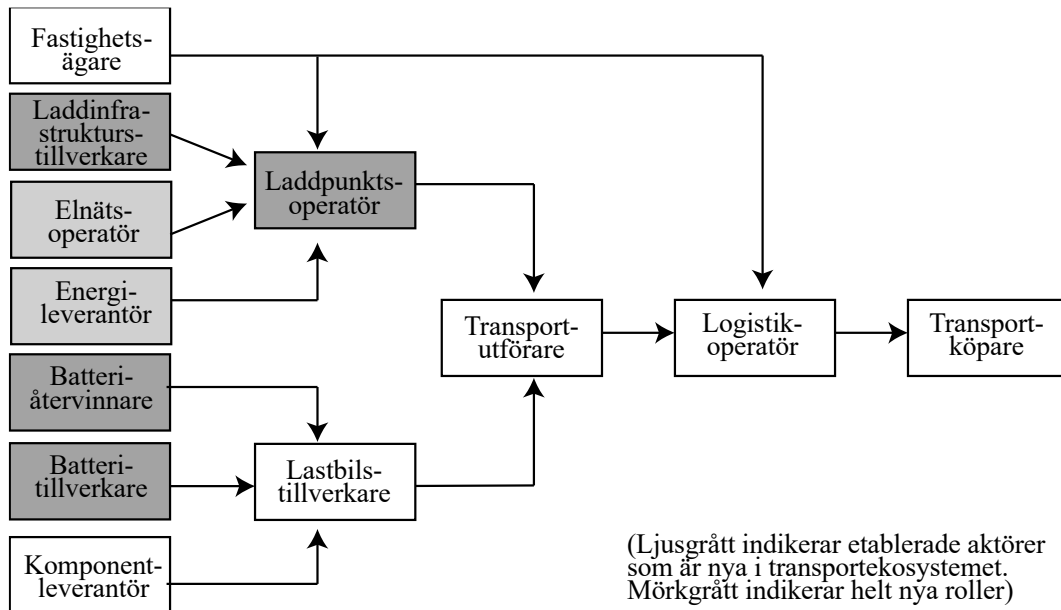 Fastighets-
ägare
Laddinfra-
strukturs-
tillverkare
Elnäts-
operatör
Energi-
leverantör
Batteri-
återvinnare
Batteri-
tillverkare
Komponent-
leverantör
Laddpunkts-
operatör
Lastbils-
tillverkare
Transport-
utförare
Logistik-
operatör
Transport-
köpare
(Ljusgrått indikerar etablerade aktörer
som är nya i transportekosystemet.
Mörkgrått indikerar helt nya roller)